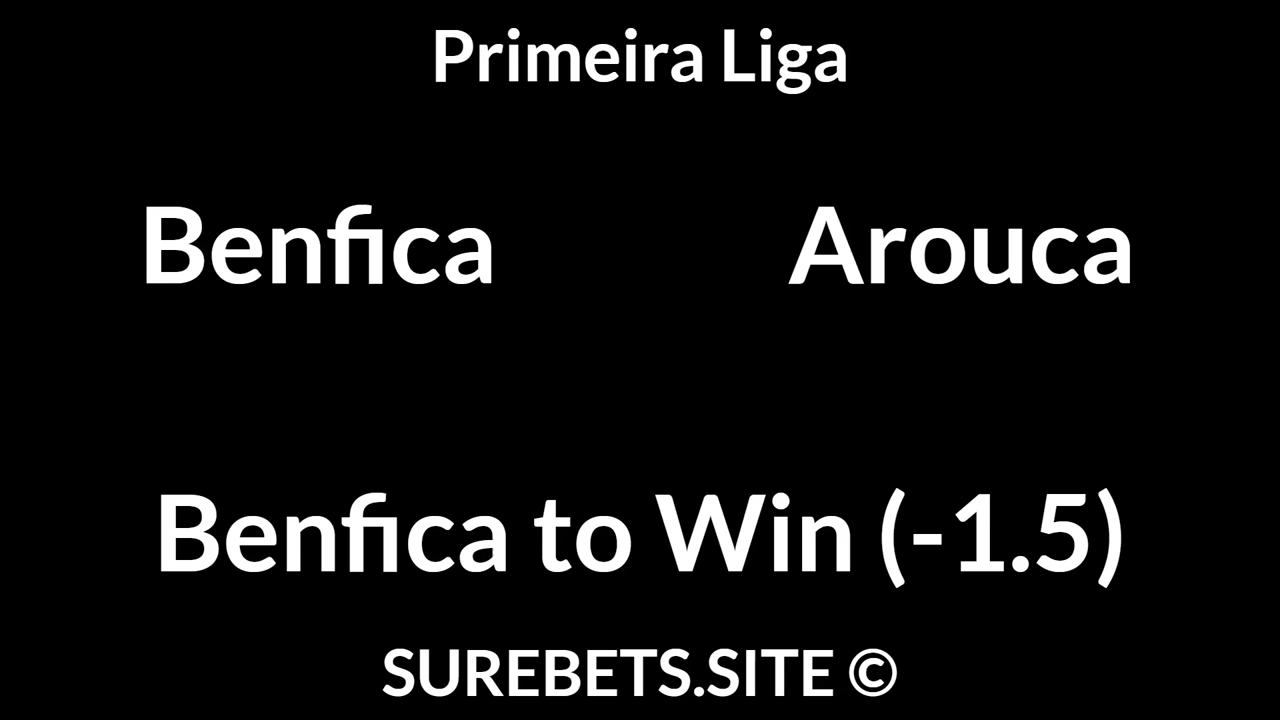 Primeira Liga
Benfica Arouca
Benfica to Win (-1.5)
SUREBETS.SITE ©